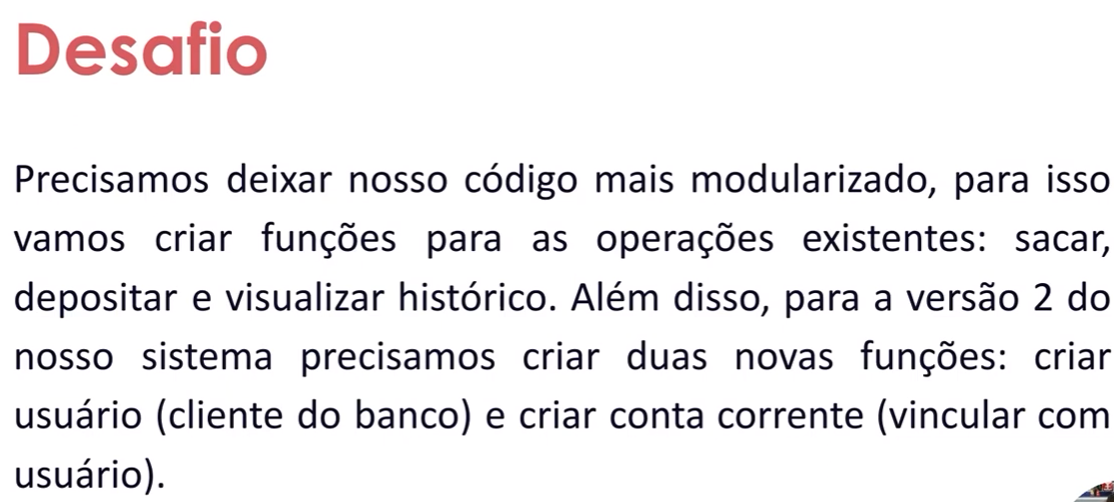 Desafio
Precisamos deixar nosso código mais modularizado, para isso
vamos criar funções para as operações existentes: sacar,
depositar e visualizar histórico. Além disso, para a versão 2 do
nosso sistema precisamos criar duas novas funções: criar
usuário (cliente do banco) e criar conta corrente (vincular com
usuário).